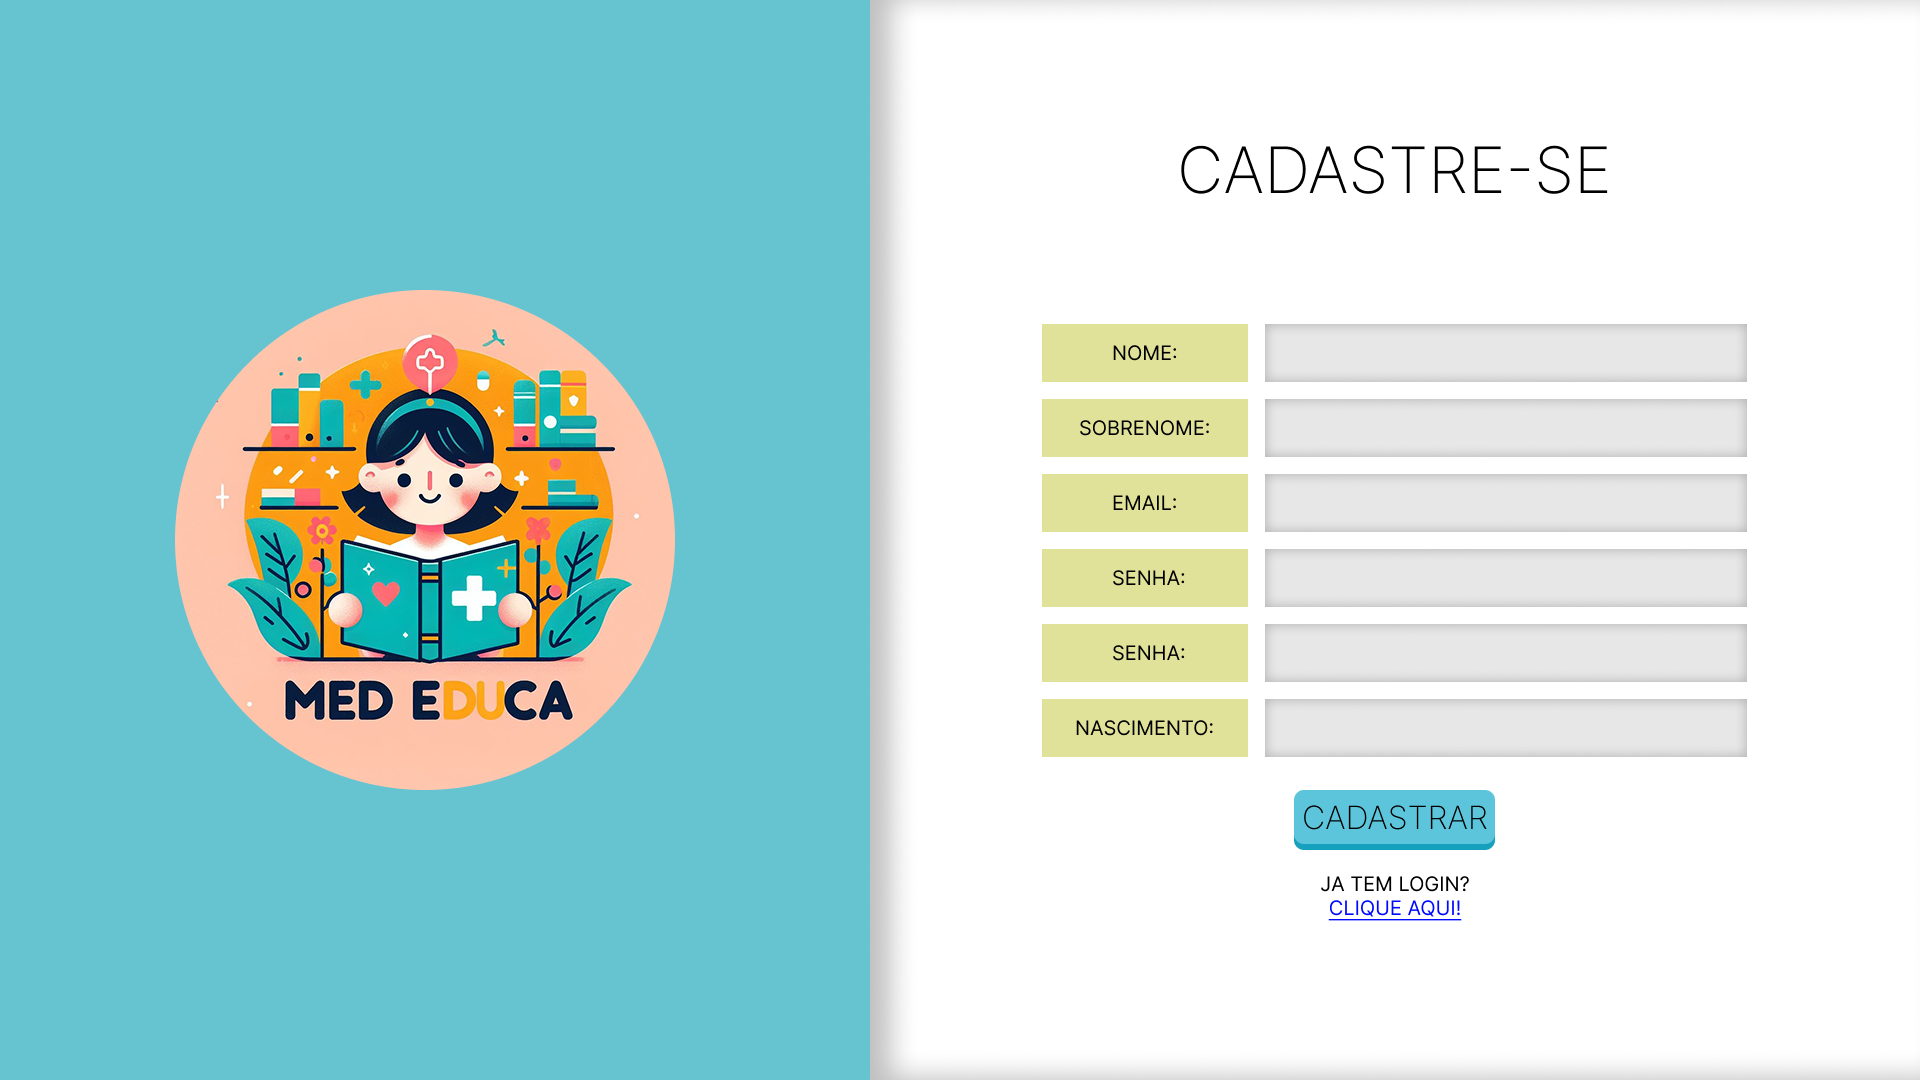 MED EDUCA
CADASTRE-SE
NOME:
SOBRENOME:
EMAIL:
SENHA:
SENHA:
NASCIMENTO:
CADASTRAR
JA TEM LOGIN?
CLIQUE AQUI!